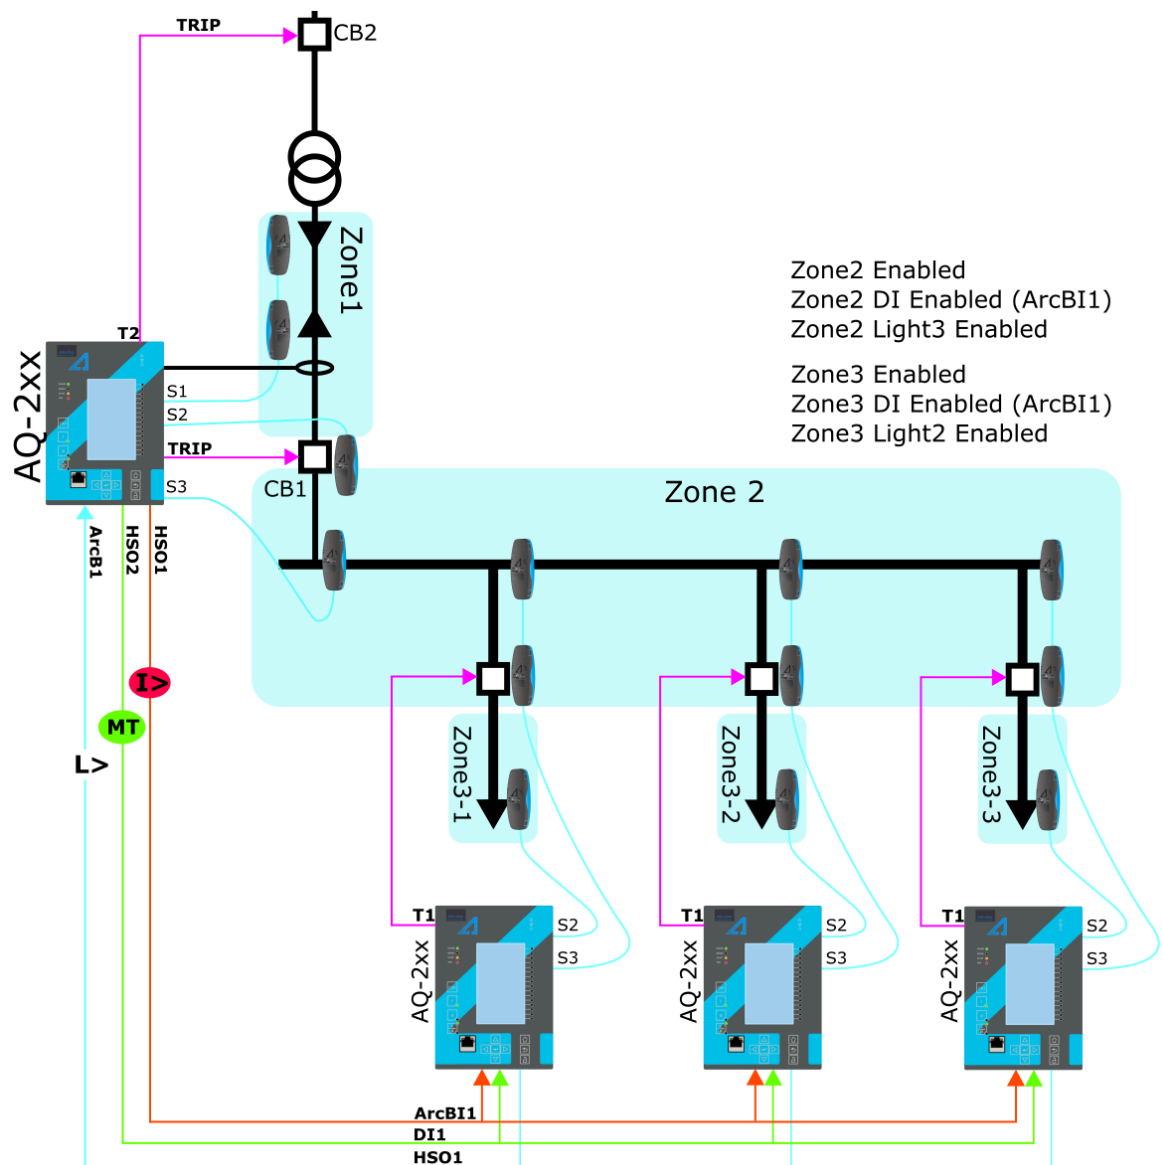 TRIP
CB2
Zone1
Zone2 Enabled
Zone2 DI Enabled (ArcBI1)
Zone2 Light3 Enabled
T2
AQ-2xx
S1
Zone3 Enabled
Zone3 DI Enabled (ArcBI1)
Zone3 Light2 Enabled
S2
TRIP
S3
CB1
Zone 2
ArcB1
HSO2
HSO1
I>
MT
L>
Zone3-1
Zone3-2
Zone3-3
T1
S2
S3
AQ-2xx
T1
S2
S3
AQ-2xx
T1
S2
S3
AQ-2xx
ArcBI1
DI1
HSO1